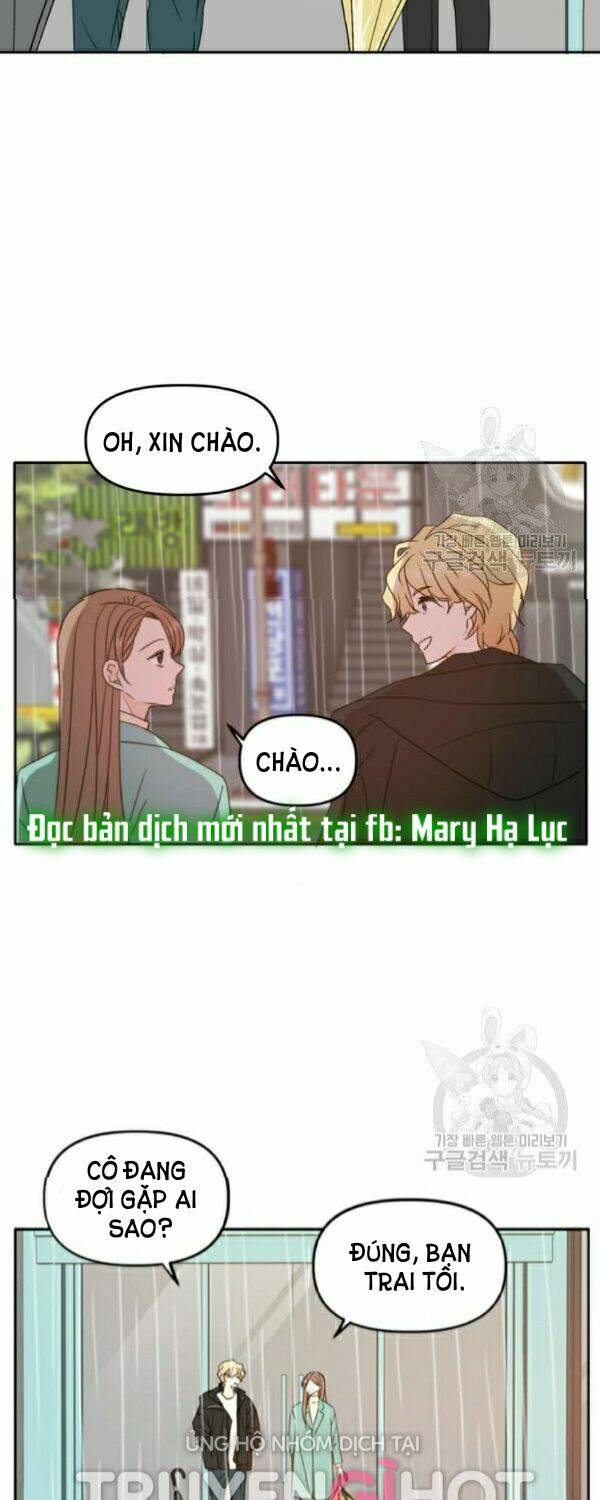 OH, XIN CHÀO.
가장 빠른 웹툰 미리보기
구글검색 뉴토끼
CHÀO...
Đọc bản dịch mới nhất tại fb: Mary Hạ Lục
가장 빠른 웹툰 미리보기
구글검색 뉴토끼
CÔ ĐANG
ĐỢI GẶP AI
SAO?
ĐÚNG, BẠN
TRAI TÔI.
ỦNG HỘ NHÓM DỊCH TẠI
TRUYENGIHOT